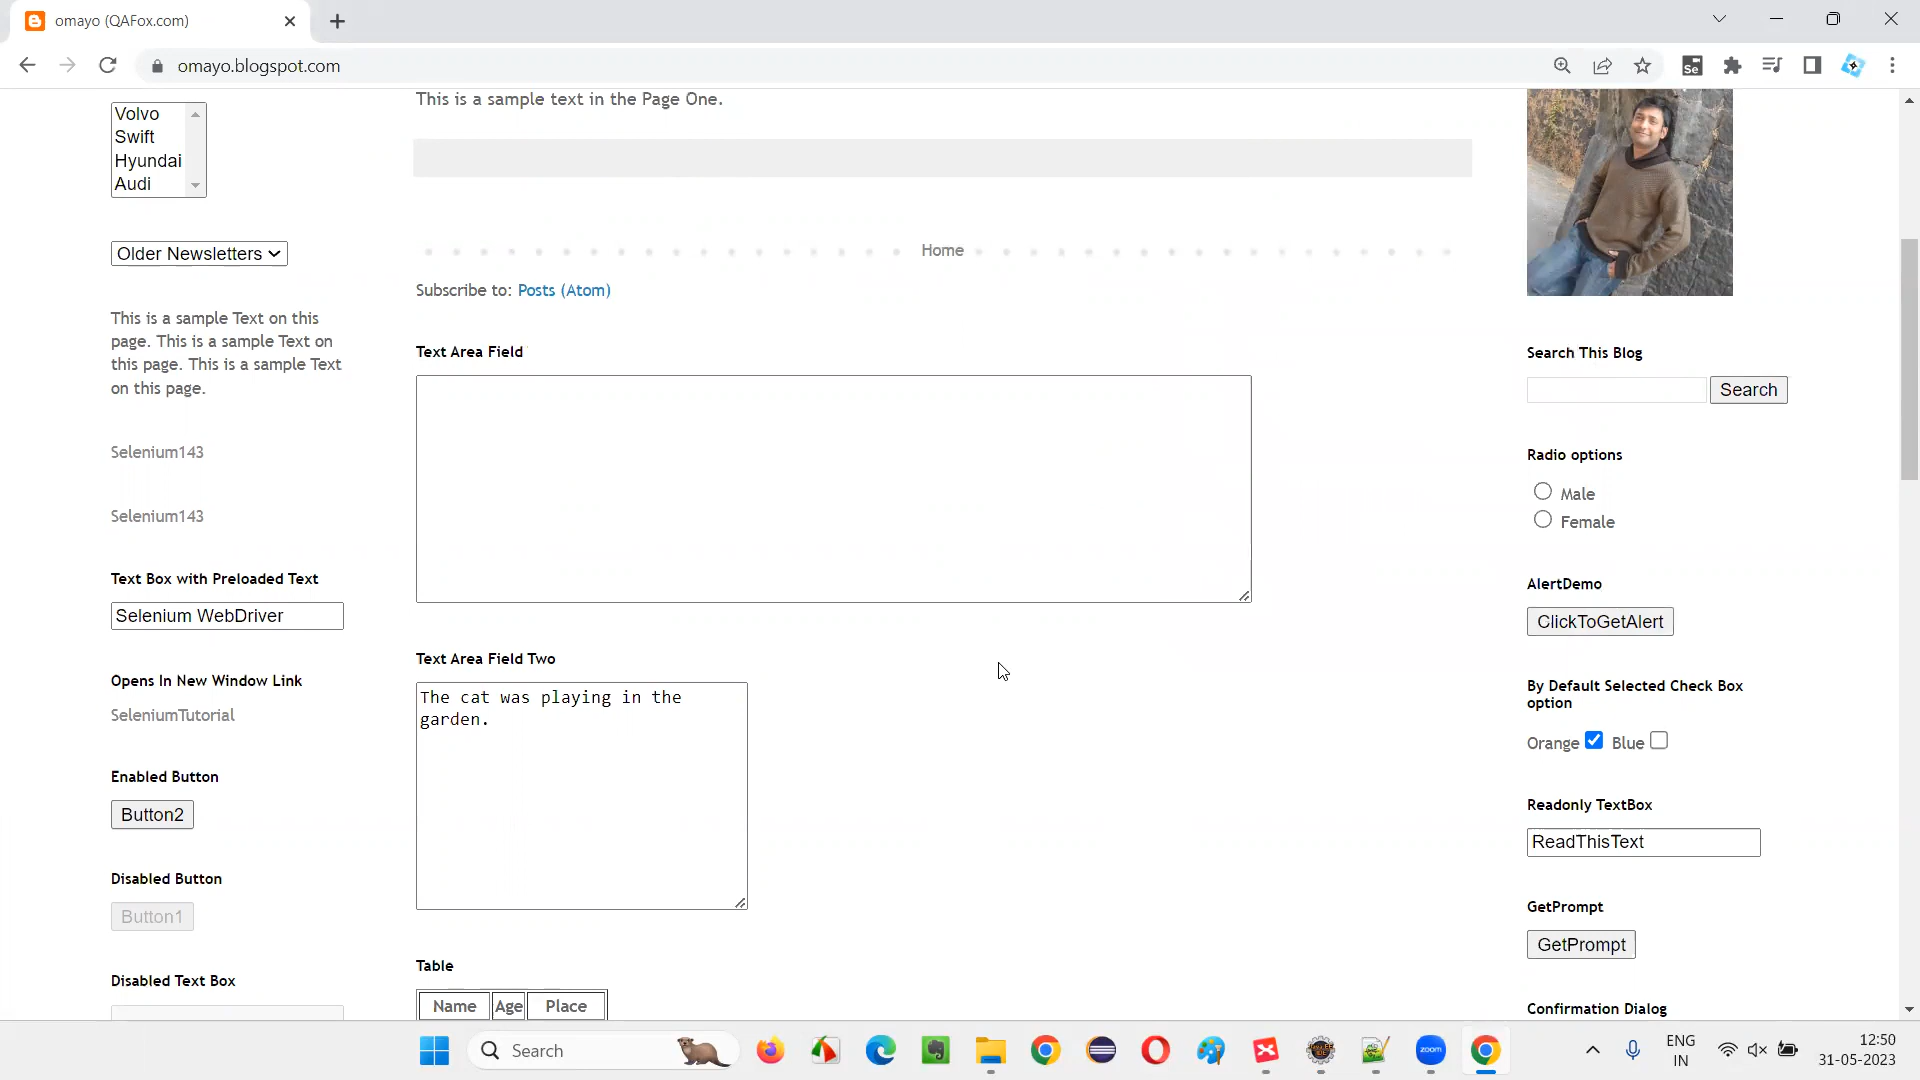 omayo (QAFox.com)
omayo.blogspot.com
Volvo
Swift
Hyundai
Audi
Older Newsletters
This is a sample Text on this
page. This is a sample Text on
this page. This is a sample Text
on this page.
Selenium143
Selenium143
Text Box with Preloaded Text
Selenium WebDriver
Opens In New Window Link
SeleniumTutorial
Enabled Button
Button2
Disabled Button
Button1
Disabled Text Box
This is a sample text in the Page One.
Home
Subscribe to: Posts (Atom)
Text Area Field
Text Area Field Two
The cat was playing in the
garden.
Table
Name Age Place
Search This Blog
Search
Radio options
Male
Female
AlertDemo
ClickToGetAlert
By Default Selected Check Box
option
Orange Blue
Readonly TextBox
ReadThisText
GetPrompt
GetPrompt
Confirmation Dialog
Search
zoom
ENG
IN
12:50
31-05-2023